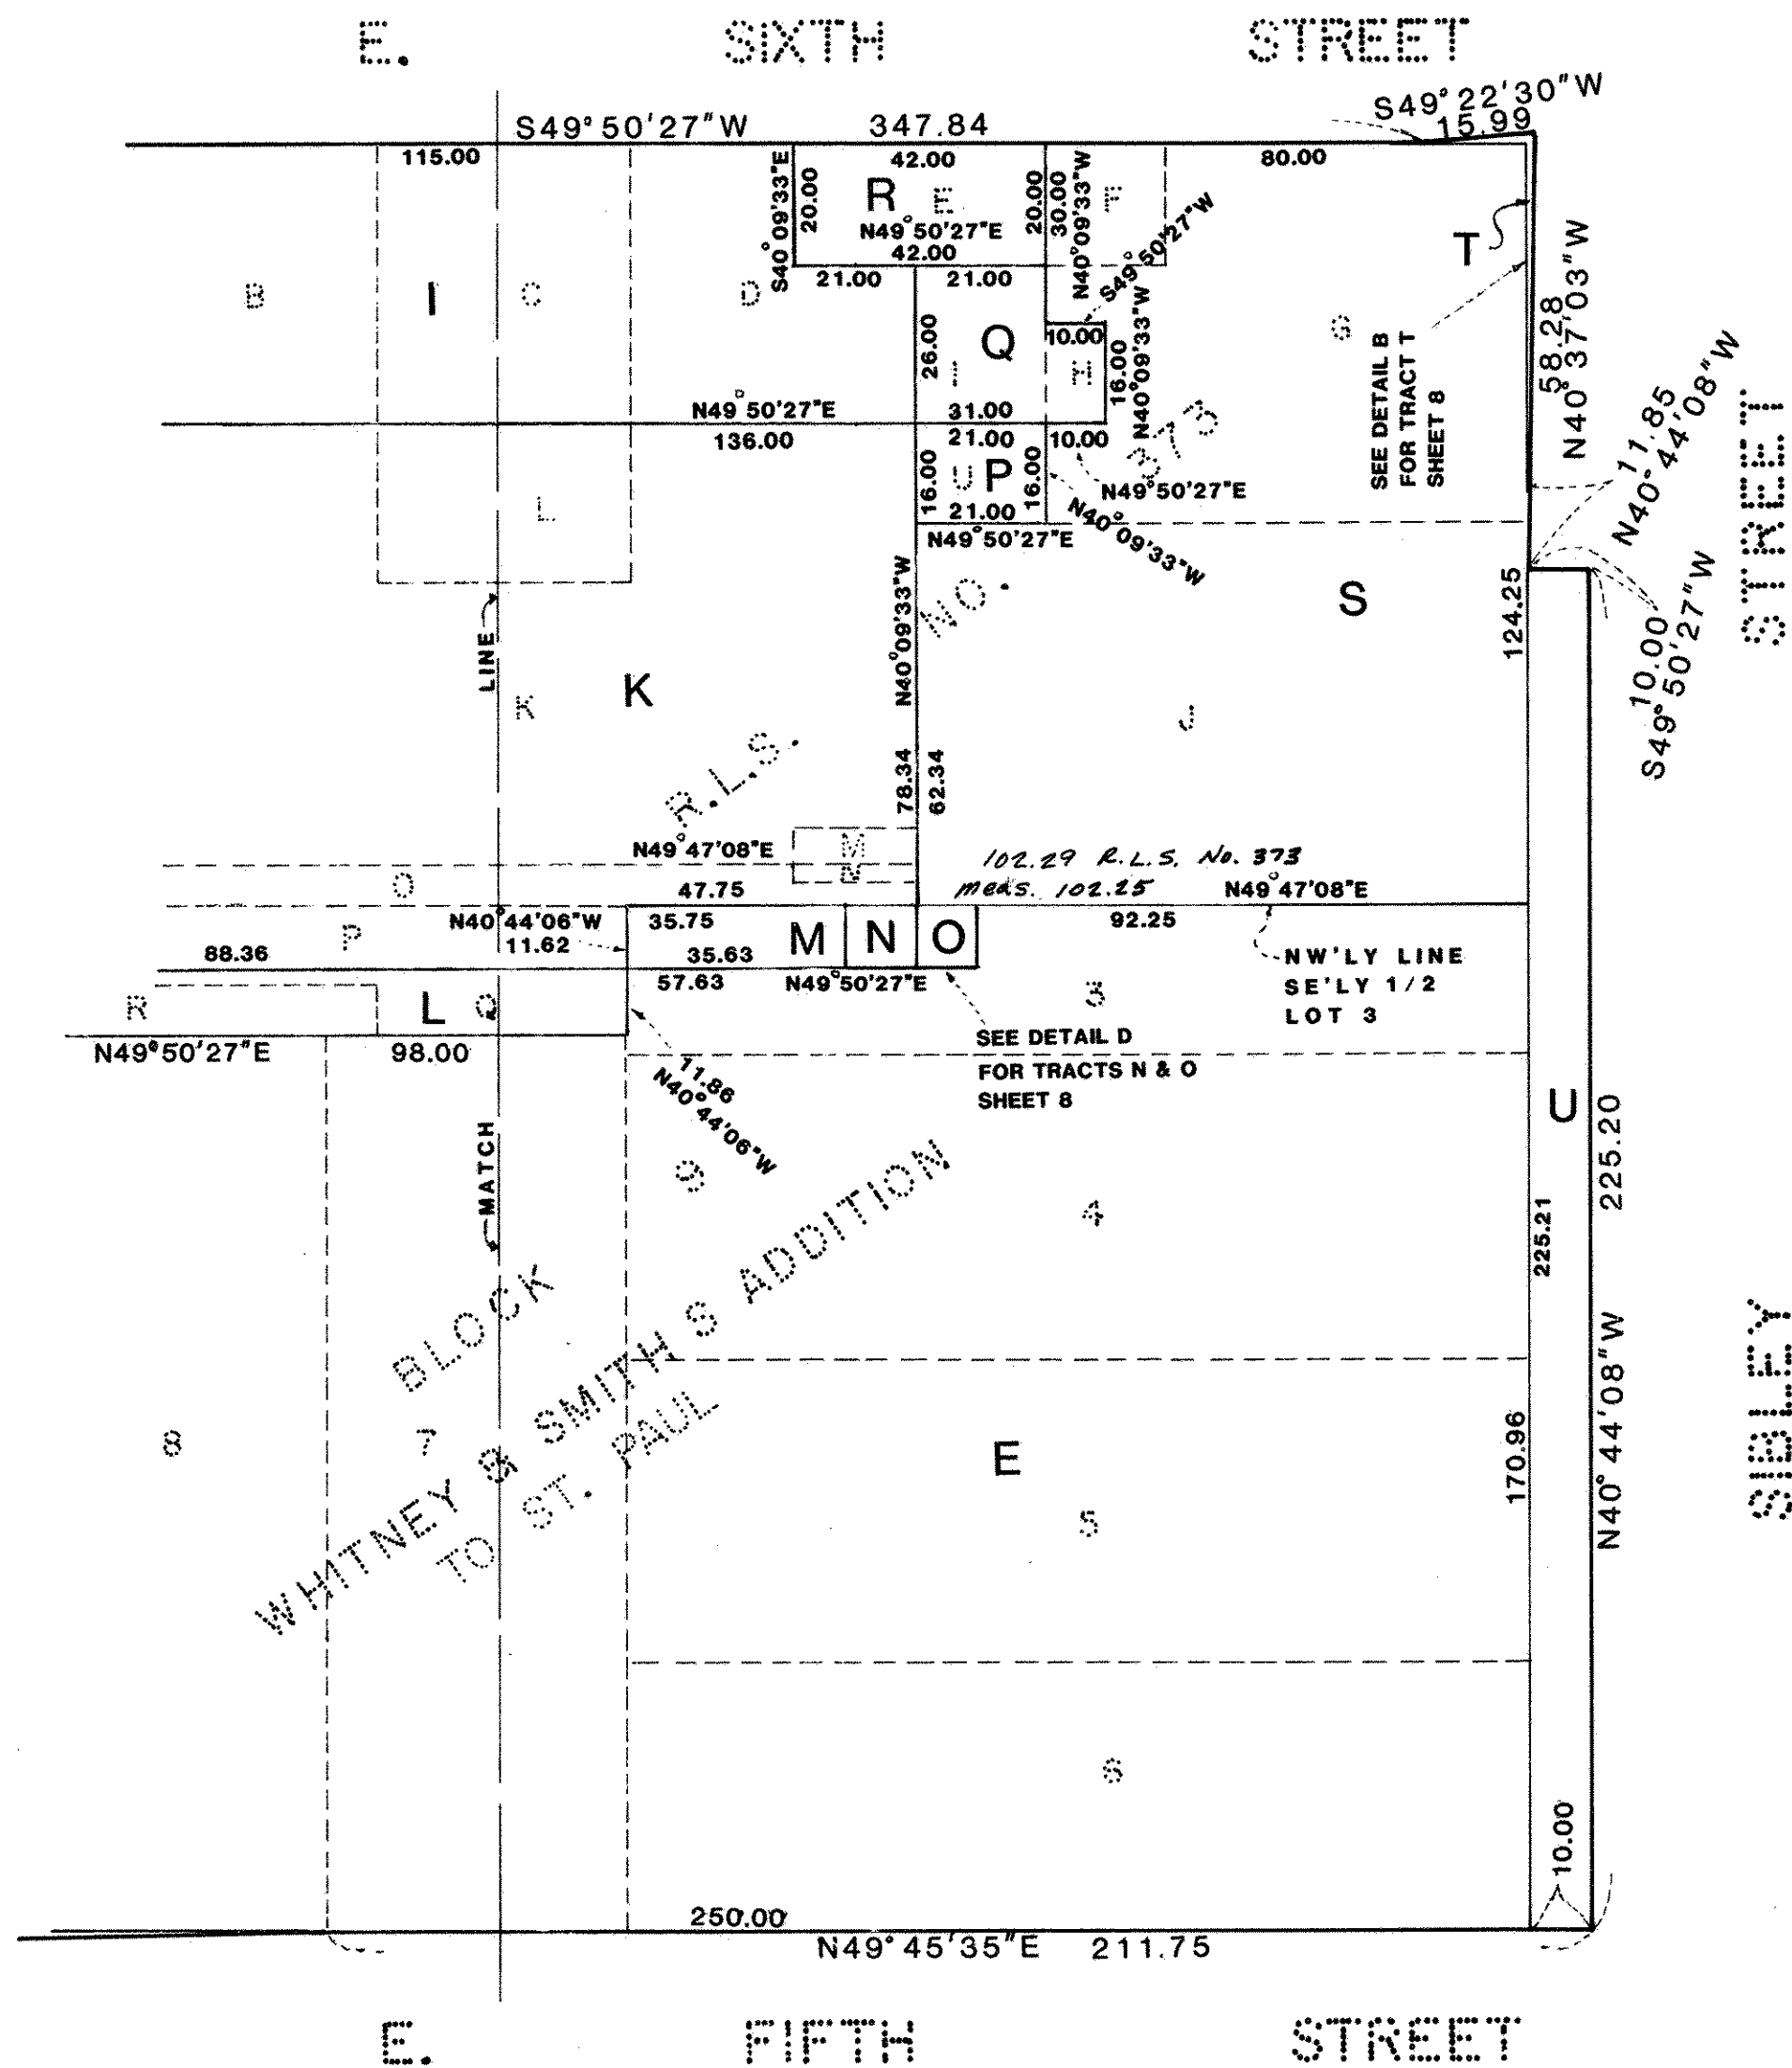 E. SIXTH STREET
S49°22'30"W
15.99
S49°50'27"W 347.84
115.00
42.00
80.00
S40°09'33"E
20.00
R
E
N49°50'27"E
42.00
20.00
30.00
N40°09'33"W
F
S49°50'27"W
T
N40°37'03"W
58.28
21.00
21.00
B
I
C
D
26.00
Q
I
10.00
H
16.00
N40°09'33"W
G
SEE DETAIL B
FOR TRACT T
SHEET 8
11.85
N40°44'08"W
STREET
N49°50'27"E
31.00
136.00
21.00
10.00
16.00
U
P
16.00
N49°50'27"E
21.00
N40°09'33"W
N49°50'27"E
L
10.00
S49°50'27"W
124.25
S
LINE
K
K
N40°09'33"W
R.L.S. NO. 373
J
78.34
62.34
N49°47'08"E
M
N
102.29 R.L.S. No. 373
meas. 102.25
N49°47'08"E
O
47.75
N40°44'06"W
11.62
35.75
M
N
O
92.25
P
88.36
35.63
57.63
N49°50'27"E
NW'LY LINE
SE'LY 1/2
LOT 3
R
L
Q
3
SEE DETAIL D
FOR TRACTS N & O
SHEET 8
N49°50'27"E
98.00
11.86
N40°44'06"W
U
225.20
MATCH
9
4
225.21
BLOCK
WHITNEY & SMITH S ADDITION
TO ST. PAUL
N40°44'08"W
SIBLEY
8
7
E
170.96
5
6
10.00
250.00
N49°45'35"E 211.75
E. FIFTH STREET